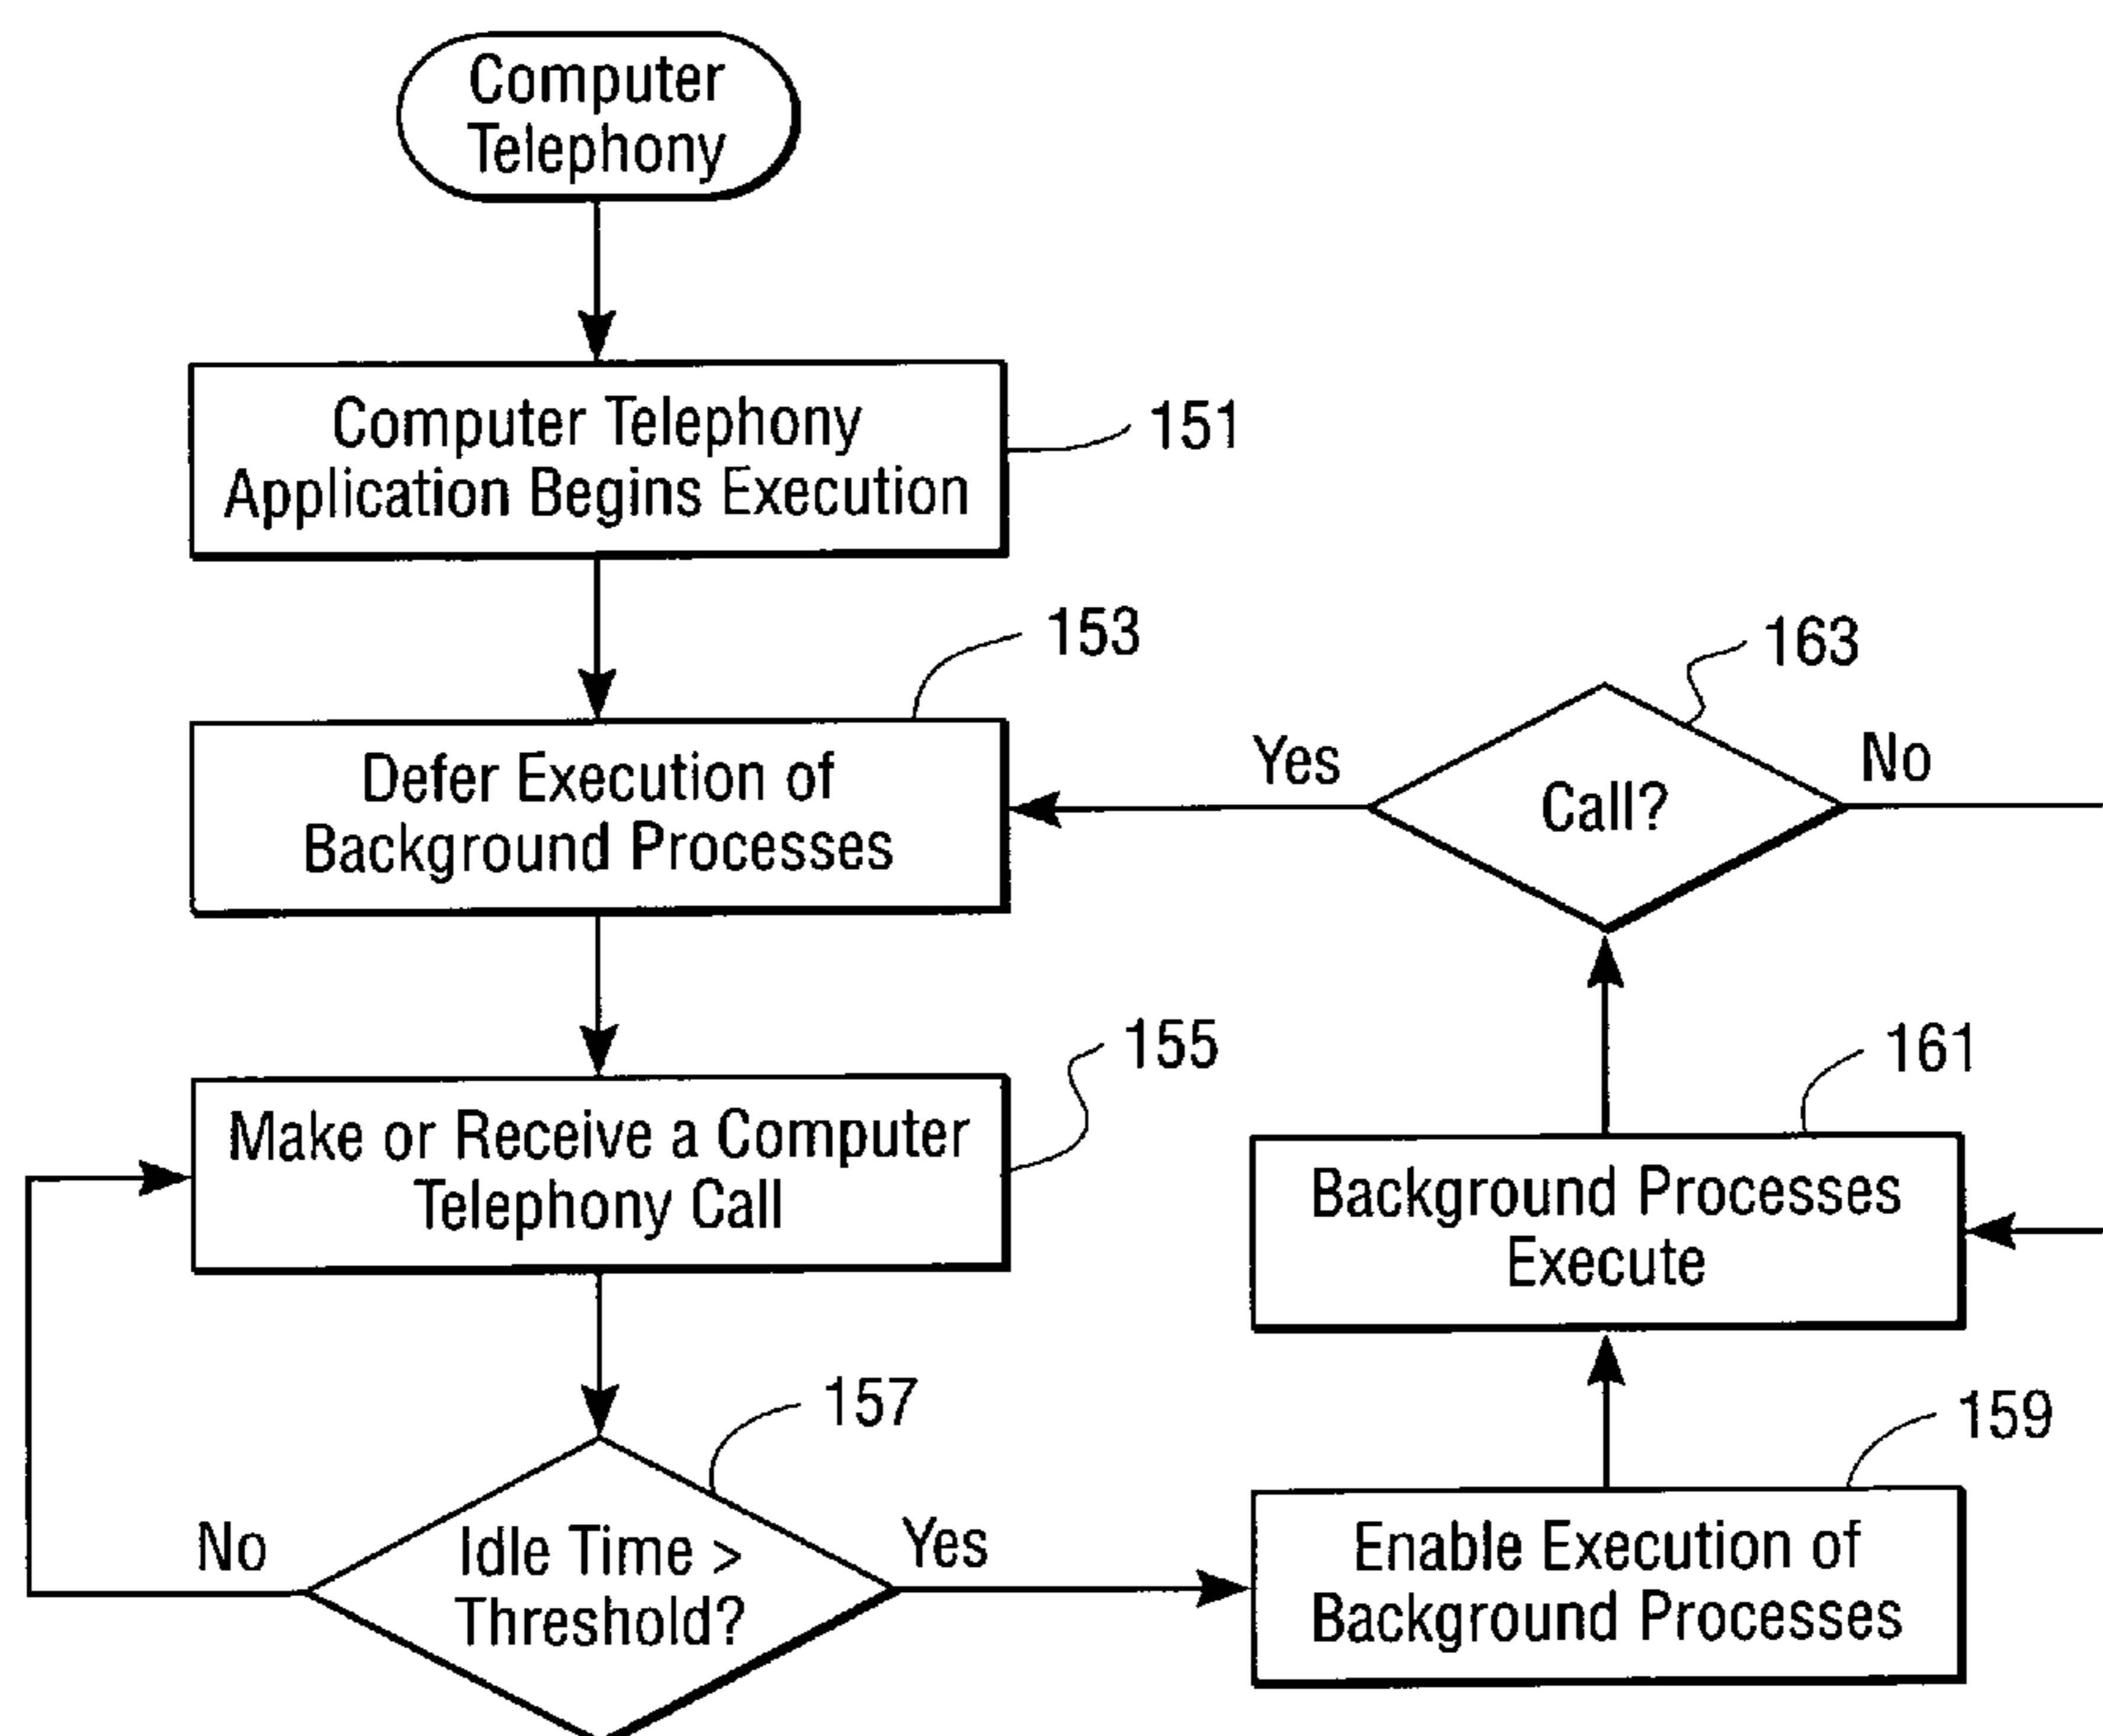 Computer
Telephony
Computer Telephony
Application Begins Execution
151
Defer Execution of
Background Processes
153
Make or Receive a Computer
Telephony Call
155
Idle Time >
Threshold?
157
No
Yes
Enable Execution of
Background Processes
159
Background Processes
Execute
161
Call?
163
Yes
No